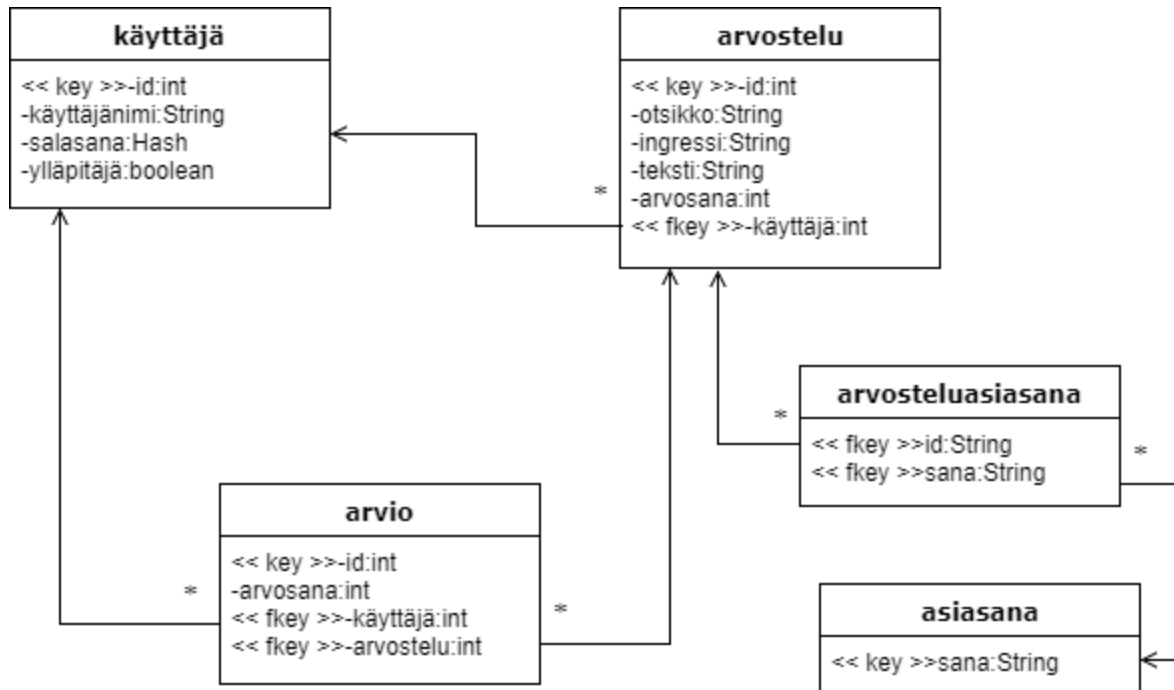 käyttäjä
<< key >>-id:int
-käyttäjänimi:String
-salasana:Hash
-ylläpitäjä:boolean
arvostelu
<< key >>-id:int
-otsikko:String
-ingressi:String
-teksti:String
-arvosana:int
<< fkey >>-käyttäjä:int
*
arvosteluasiasana
<< fkey >>id:String
<< fkey >>sana:String
*
*
arvio
<< key >>-id:int
-arvosana:int
<< fkey >>-käyttäjä:int
<< fkey >>-arvostelu:int
*
*
asiasana
<< key >>sana:String